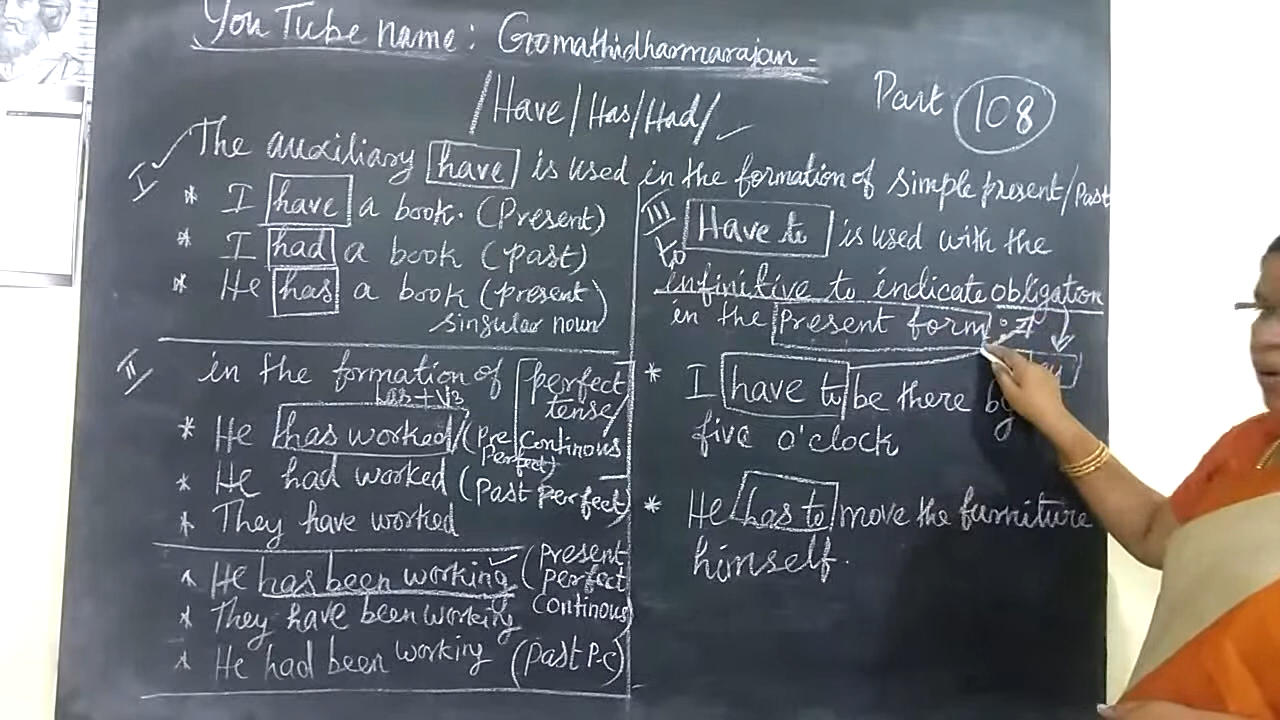 YouTube name: Gomathidharmarajan
Part 108
/Have/Has/Had/
I The auxiliary have is used in the formation of simple present/Past
* I have a book. (Present)
* I had a book (past)
* He has a book (present
singular noun)
II in the formation of perfect
tense/
Continous
has+V3
* He has worked/(Pre
perfect)
* He had worked (past perfect)
* They have worked
* He has been working (Present
perfect
Continous)
* They have been working
* He had been working (past P.C)
III Have to is used with the
to
infinitive to indicate obligation
in the Present form
* I have to be there by
five o'clock
* He has to move the furniture
himself.